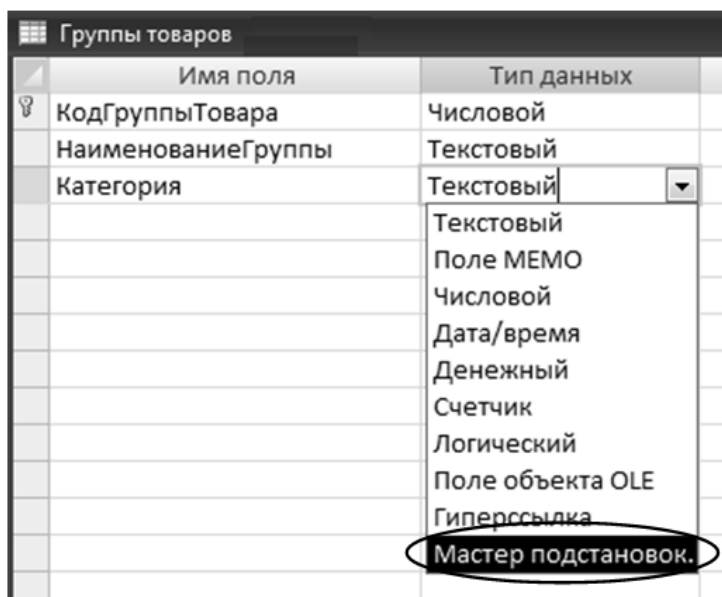 Группы товаров
Имя поля Тип данных
КодГруппыТовара Числовой
НаименованиеГруппы Текстовый
Категория Текстовый
Текстовый
Поле МЕМО
Числовой
Дата/время
Денежный
Счетчик
Логический
Поле объекта OLE
Гиперссылка
Мастер подстановок.